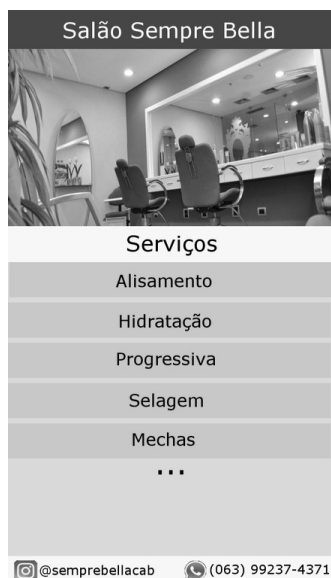 Salão Sempre Bella
Serviços
Alisamento
Hidratação
Progressiva
Selagem
Mechas
...
@semprebellacab (063) 99237-4371